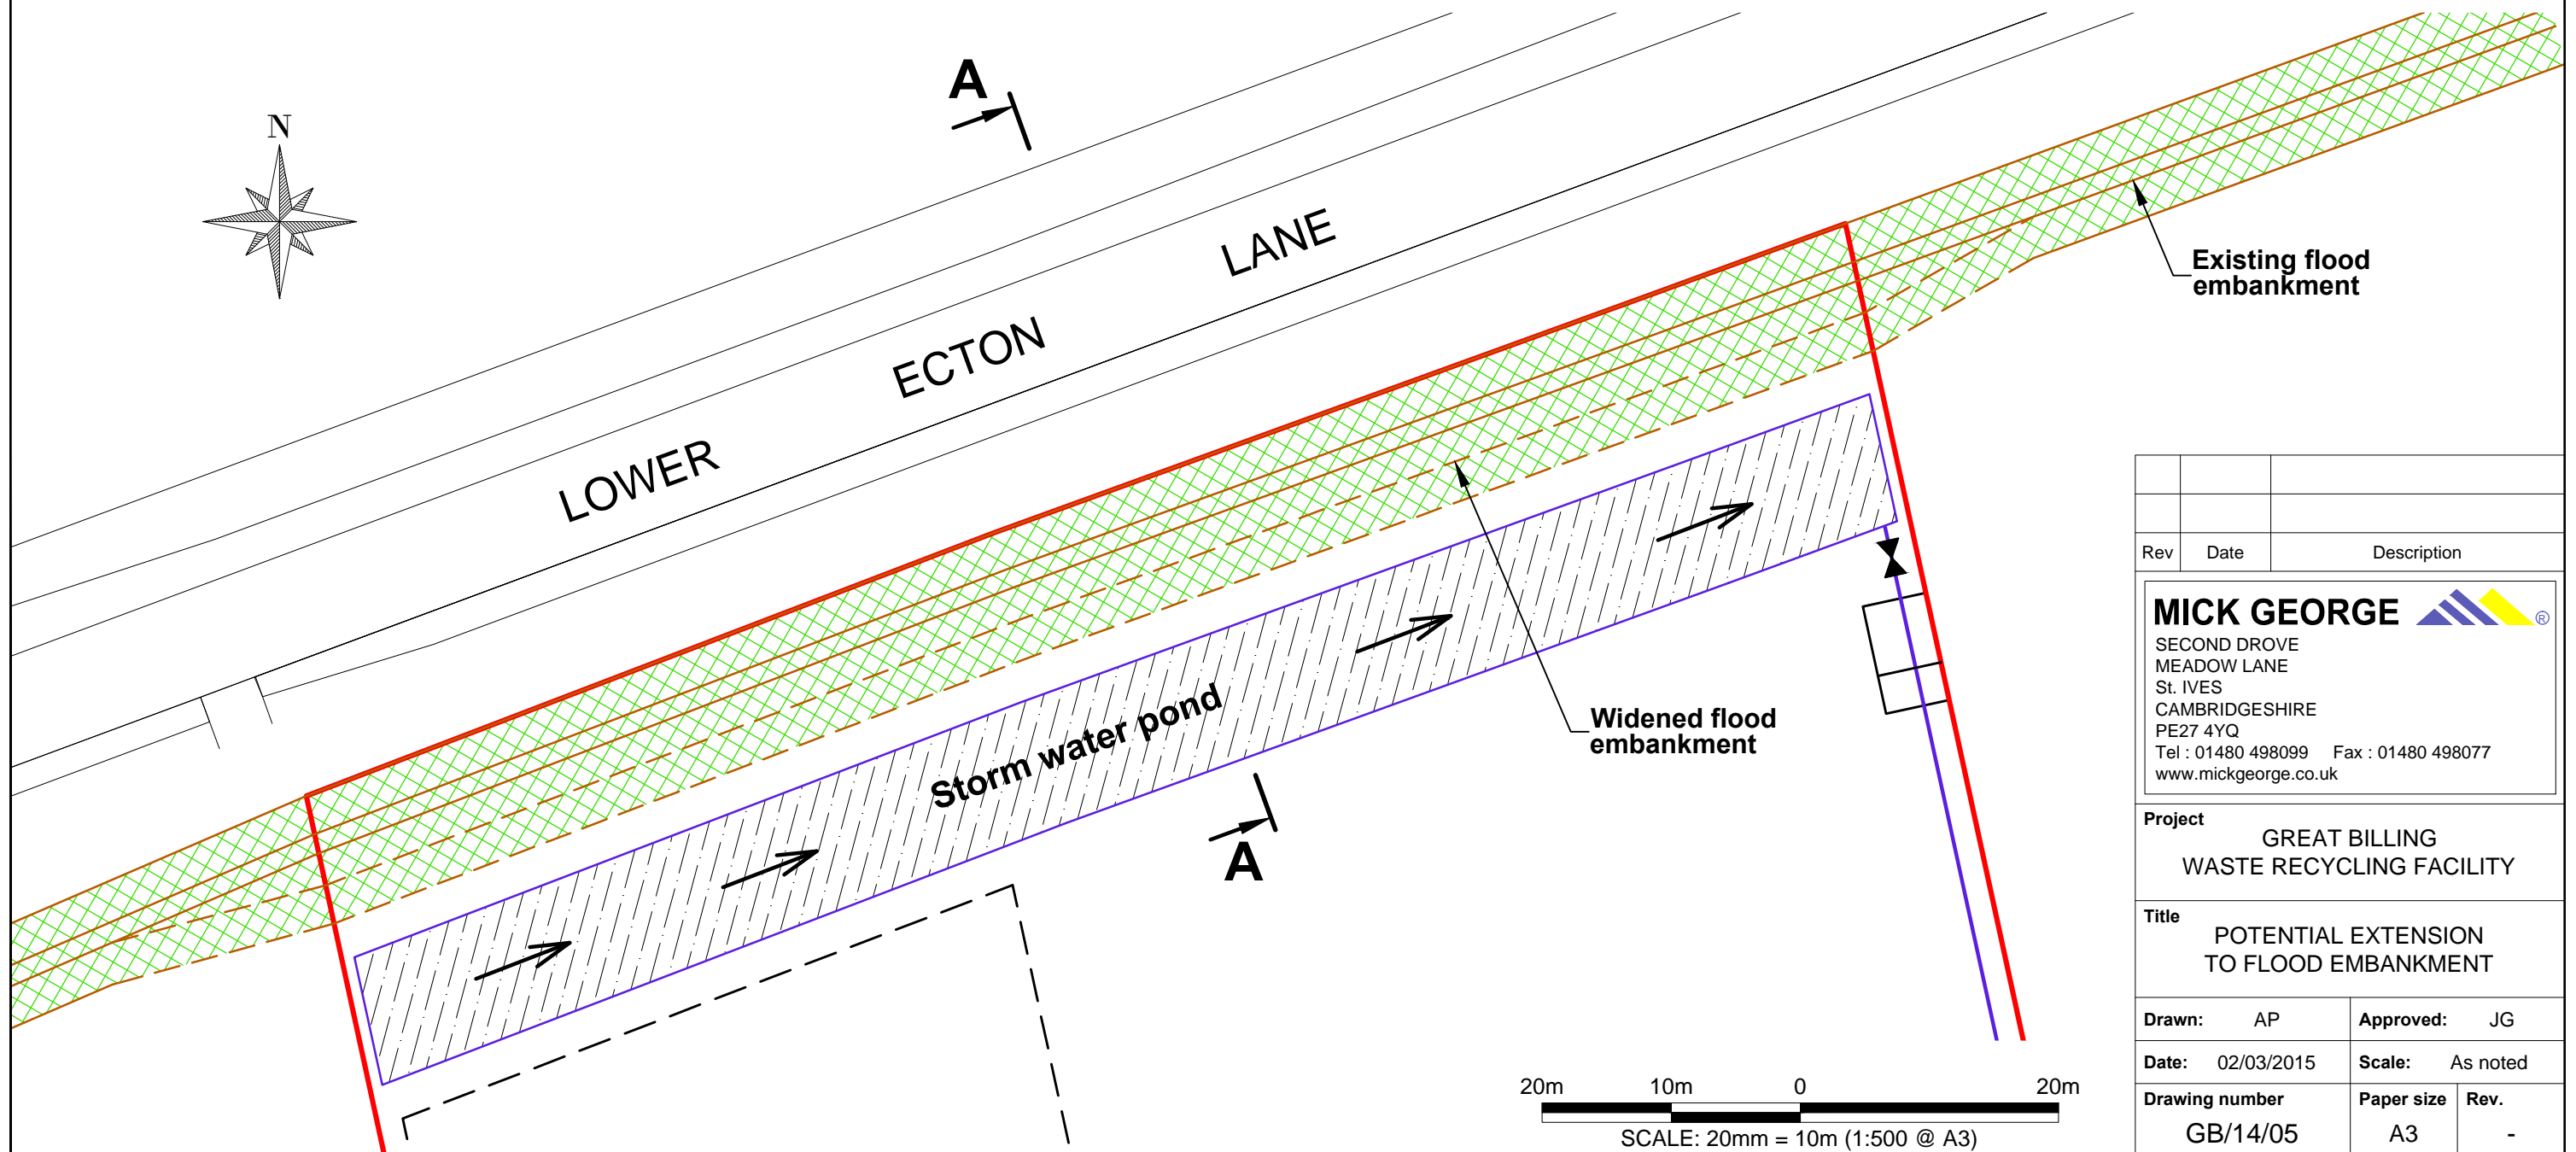 N
A
LOWER ECTON LANE
Existing flood
embankment
Widened flood
embankment
Storm water pond
A
20m 10m 0 20m
SCALE: 20mm = 10m (1:500 @ A3)
Rev Date Description
MICK GEORGE ®
SECOND DROVE
MEADOW LANE
St. IVES
CAMBRIDGESHIRE
PE27 4YQ
Tel : 01480 498099 Fax : 01480 498077
www.mickgeorge.co.uk
Project
GREAT BILLING
WASTE RECYCLING FACILITY
Title
POTENTIAL EXTENSION
TO FLOOD EMBANKMENT
Drawn: AP Approved: JG
Date: 02/03/2015 Scale: As noted
Drawing number Paper size Rev.
GB/14/05 A3 -